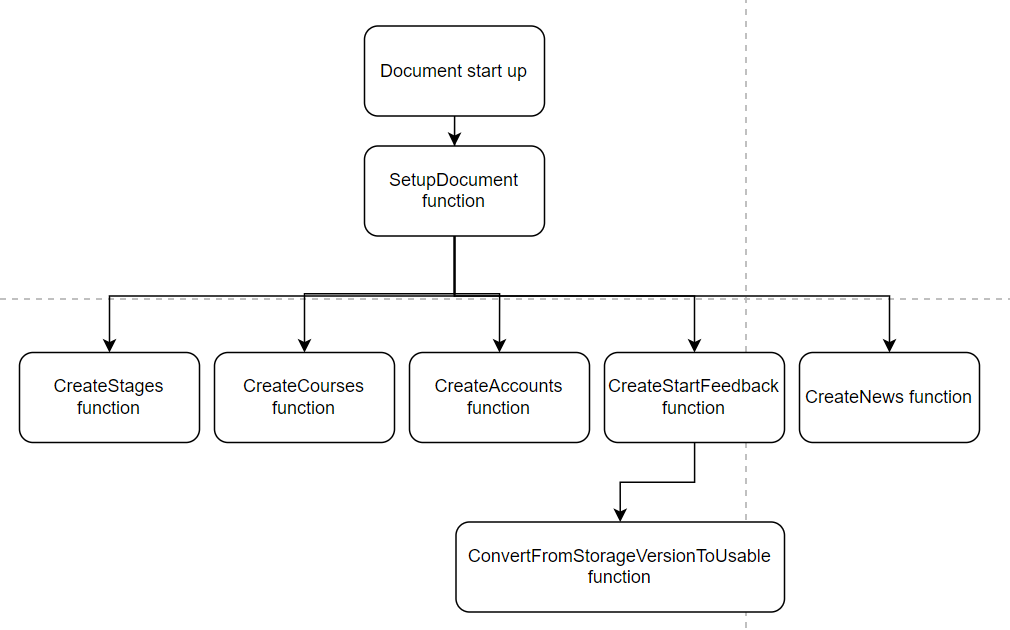 Document start up
SetupDocument
function
CreateStages
function
CreateCourses
function
CreateAccounts
function
CreateStartFeedback
function
CreateNews function
ConvertFromStorageVersionToUsable
function